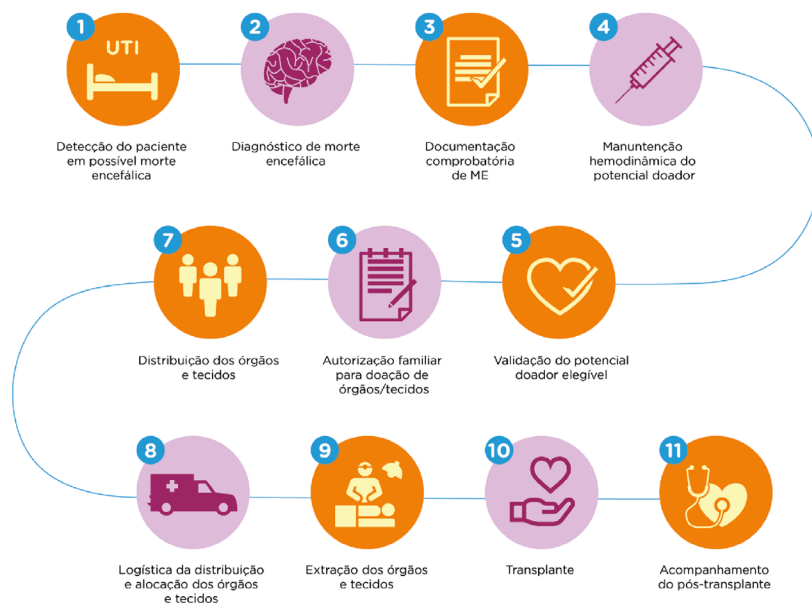 1
UTI
Detecção do paciente
em possível morte
encefálica
2
Diagnóstico de morte
encefálica
3
Documentação
comprobatória
de ME
4
Manuntenção
hemodinâmica do
potencial doador
5
Validação do potencial
doador elegível
6
Autorização familiar
para doação de
órgãos/tecidos
7
Distribuição dos órgãos
e tecidos
8
Logística da distribuição
e alocação dos órgãos
e tecidos
9
Extração dos órgãos
e tecidos
10
Transplante
11
Acompanhamento
do pós-transplante